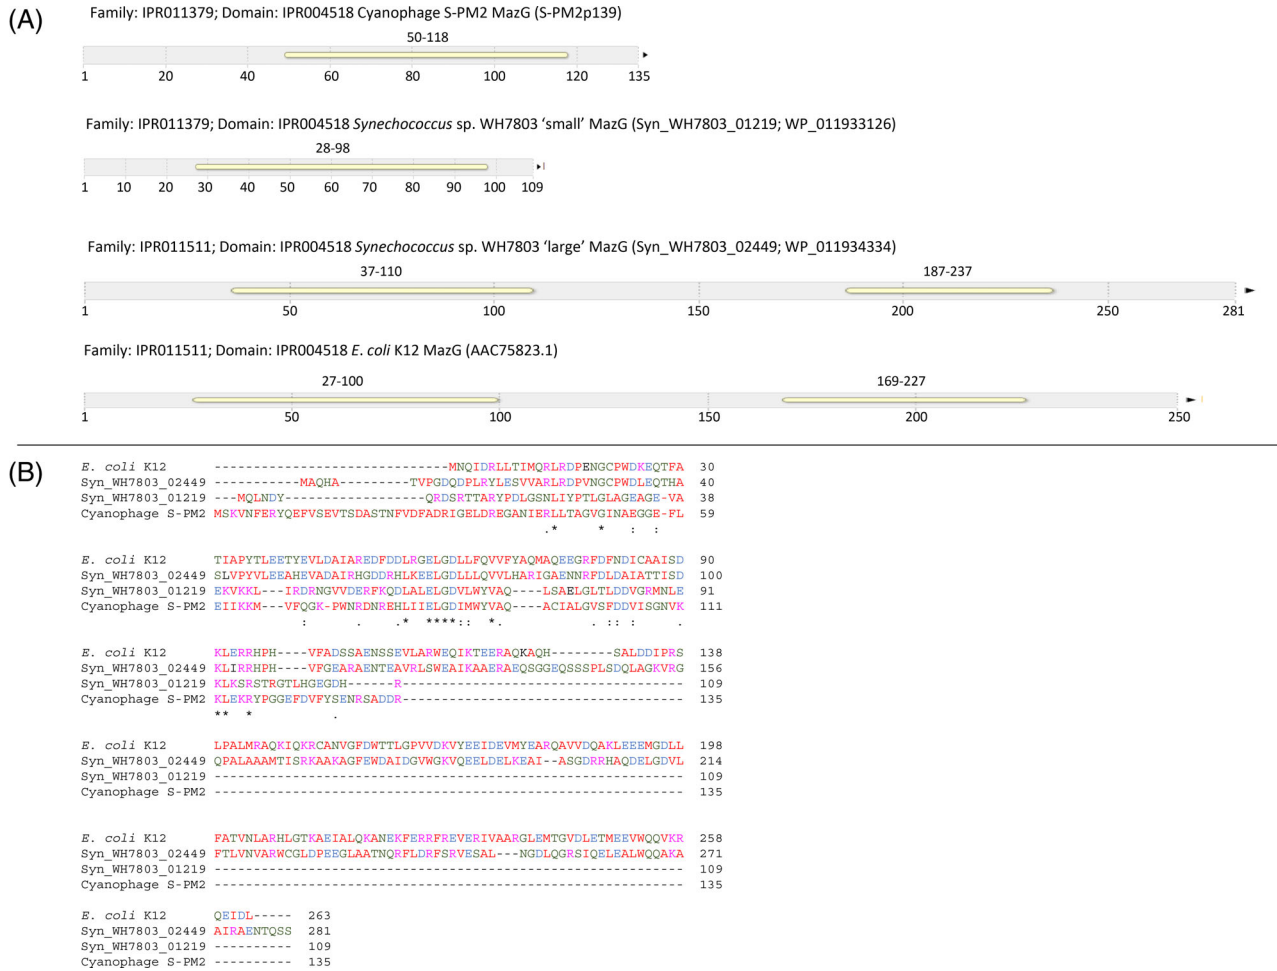 (A)
Family: IPR011379; Domain: IPR004518 Cyanophage S-PM2 MazG (S-PM2p139)
50-118
1 20 40 60 80 100 120 135
Family: IPR011379; Domain: IPR004518 Synechococcus sp. WH7803 ‘small’ MazG (Syn_WH7803_01219; WP_011933126)
28-98
1 10 20 30 40 50 60 70 80 90 100 109
Family: IPR011511; Domain: IPR004518 Synechococcus sp. WH7803 ‘large’ MazG (Syn_WH7803_02449; WP_011934334)
37-110 187-237
1 50 100 150 200 250 281
Family: IPR011511; Domain: IPR004518 E. coli K12 MazG (AAC75823.1)
27-100 169-227
1 50 100 150 200 250
(B)
E. coli K12 ------------------------------MNQIDRLLTIMQRLRDPENGCPWDKEQTFA 30
Syn_WH7803_02449 -----------MAQHA---------TVPGDQDPLRYLESVVARLRDPVNGCPWDLEQTHA 40
Syn_WH7803_01219 ---MQLNDY------------------QRDSRTTARYPDLGSNLIYPTLGLAGEAGE-VA 38
Cyanophage S-PM2 MSKVNFERYQEFVSEVTSDASTNFVDFADRIGELDREGANIERLLTAGVGINAEGGE-FL 59
.* * : :
E. coli K12 TIAPYTLEETYEVLDAIAREDFDDLRGELGDLLFQVVFYAQMAQEEGRFDFNDICAAISD 90
Syn_WH7803_02449 SLVPYVLEEAHEVADAIRHGDDRHLKEELGDLLLQVVLHARIGAENNRFDLDAIATTISD 100
Syn_WH7803_01219 EKVKKL---IRDRNGVVDERFKQDLALELGDVLWYVAQ----LSAELGLTLDDVGRMNLE 91
Cyanophage S-PM2 EIIKKM---VFQGK-PWNRDNREHLIIELGDIMWYVAQ----ACIALGVSFDDVISGNVK 111
: . .* ****:: *. . :: : .
E. coli K12 KLERRHPH----VFADSSAENSSEVLARWEQIKTEERAQKAQH--------SALDDIPRS 138
Syn_WH7803_02449 KLIRRHPH----VFGEARAENTEAVRLSWEAIKAAERAEQSGGEQSSSPLSDQLAGKVRG 156
Syn_WH7803_01219 KLKSRSTRGTLHGEGDH------R------------------------------------ 109
Cyanophage S-PM2 KLEKRYPGGEFDVFYSENRSADDR------------------------------------ 135
** * .
E. coli K12 LPALMRAQKIQKRCANVGFDWTTLGPVVDKVYEEIDEVMYEARQAVVDQAKLEEEMGDLL 198
Syn_WH7803_02449 QPALAAAMTISRKAAKAGFEWDAIDGVWGKVQEELDELKEAI--ASGDRRHAQDELGDVL 214
Syn_WH7803_01219 ------------------------------------------------------------ 109
Cyanophage S-PM2 ------------------------------------------------------------ 135
E. coli K12 FATVNLARHLGTKAEIALQKANEKFERRFREVERIVAARGLEMTGVDLETMEEVWQQVKR 258
Syn_WH7803_02449 FTLVNVARWCGLDPEEGLAATNQRFLDRFSRVESAL---NGDLQGRSIQELEALWQQAKA 271
Syn_WH7803_01219 ------------------------------------------------------------ 109
Cyanophage S-PM2 ------------------------------------------------------------ 135
E. coli K12 QEIDL----- 263
Syn_WH7803_02449 AIRAENTQSS 281
Syn_WH7803_01219 ---------- 109
Cyanophage S-PM2 ---------- 135